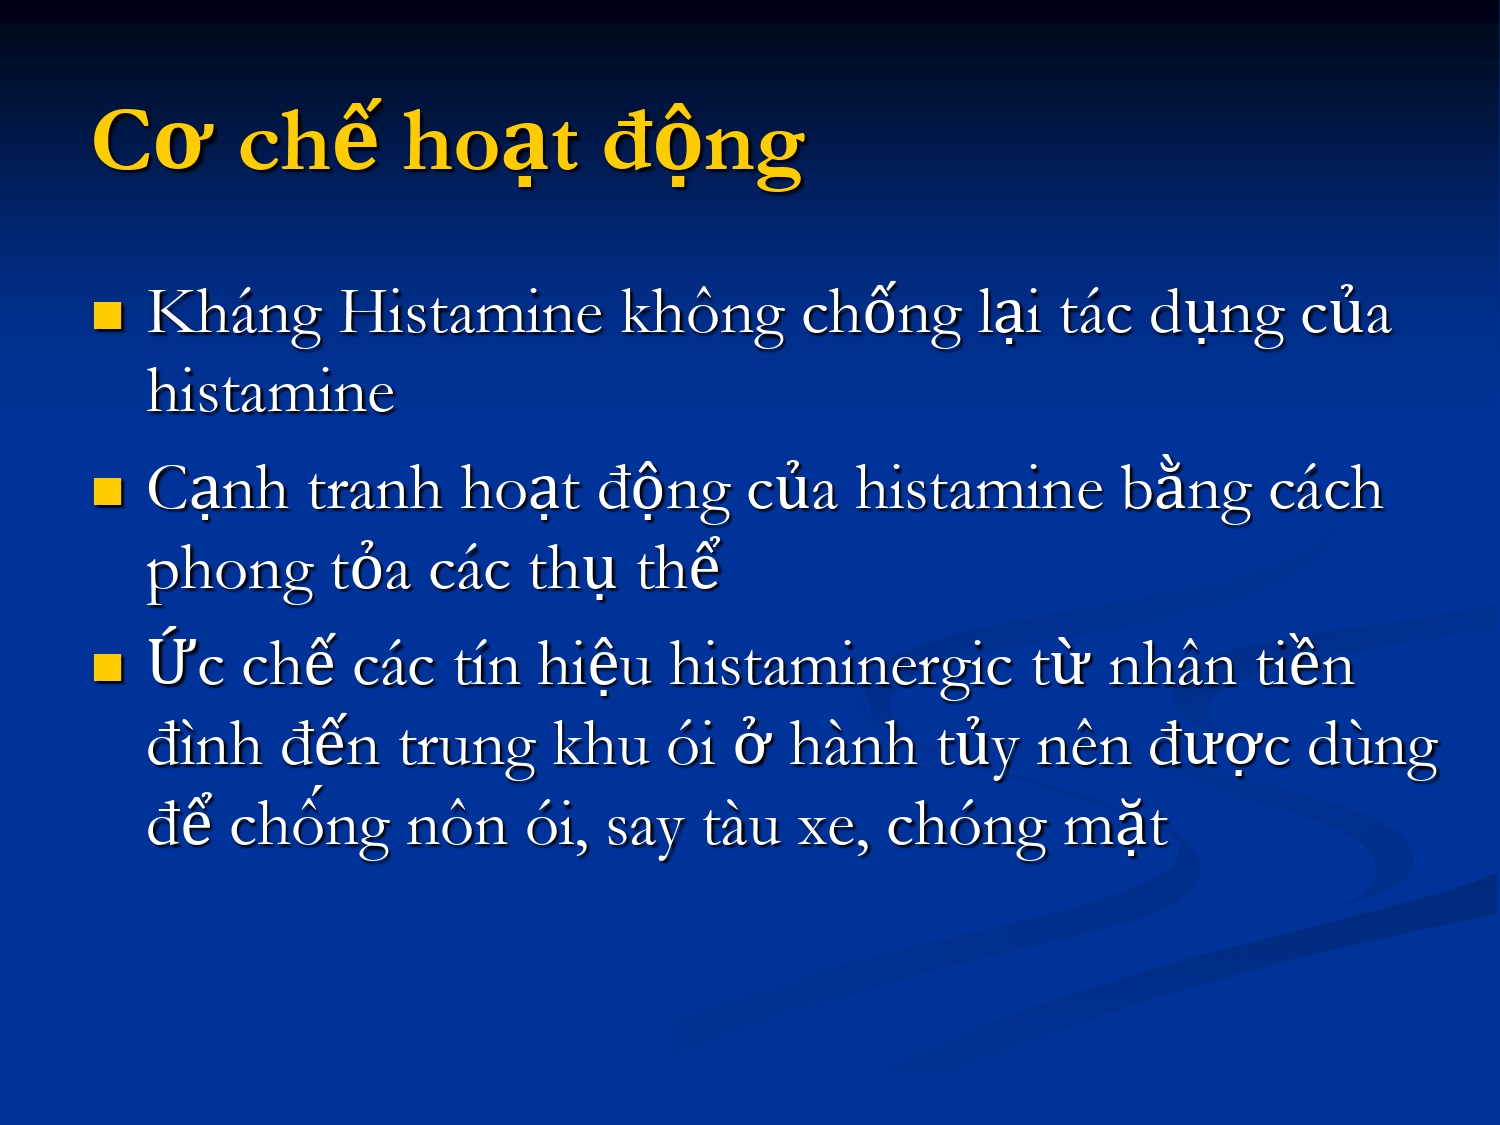 Cơ chế hoạt động
Kháng Histamine không chống lại tác dụng của
histamine
Cạnh tranh hoạt động của histamine bằng cách
phong tỏa các thụ thể
Ức chế các tín hiệu histaminergic từ nhân tiền
đình đến trung khu ói ở hành tủy nên được dùng
để chống nôn ói, say tàu xe, chóng mặt